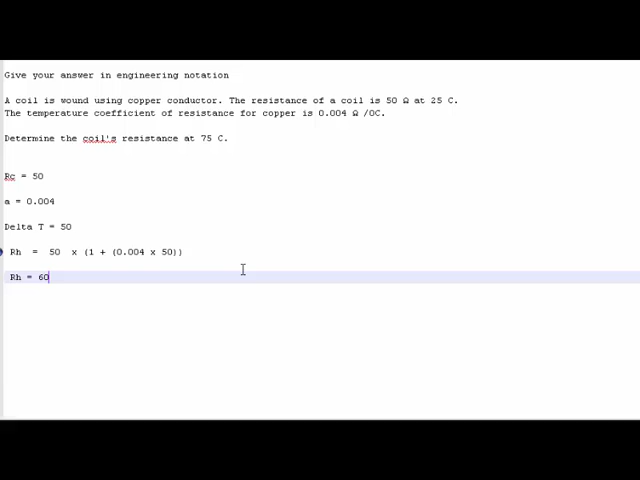 Give your answer in engineering notation
A coil is wound using copper conductor. The resistance of a coil is 50 Ω at 25 C.
The temperature coefficient of resistance for copper is 0.004 Ω /OC.
Determine the coil's resistance at 75 C.
Rc = 50
a = 0.004
Delta T = 50
Rh = 50 x (1 + (0.004 x 50))
Rh = 60